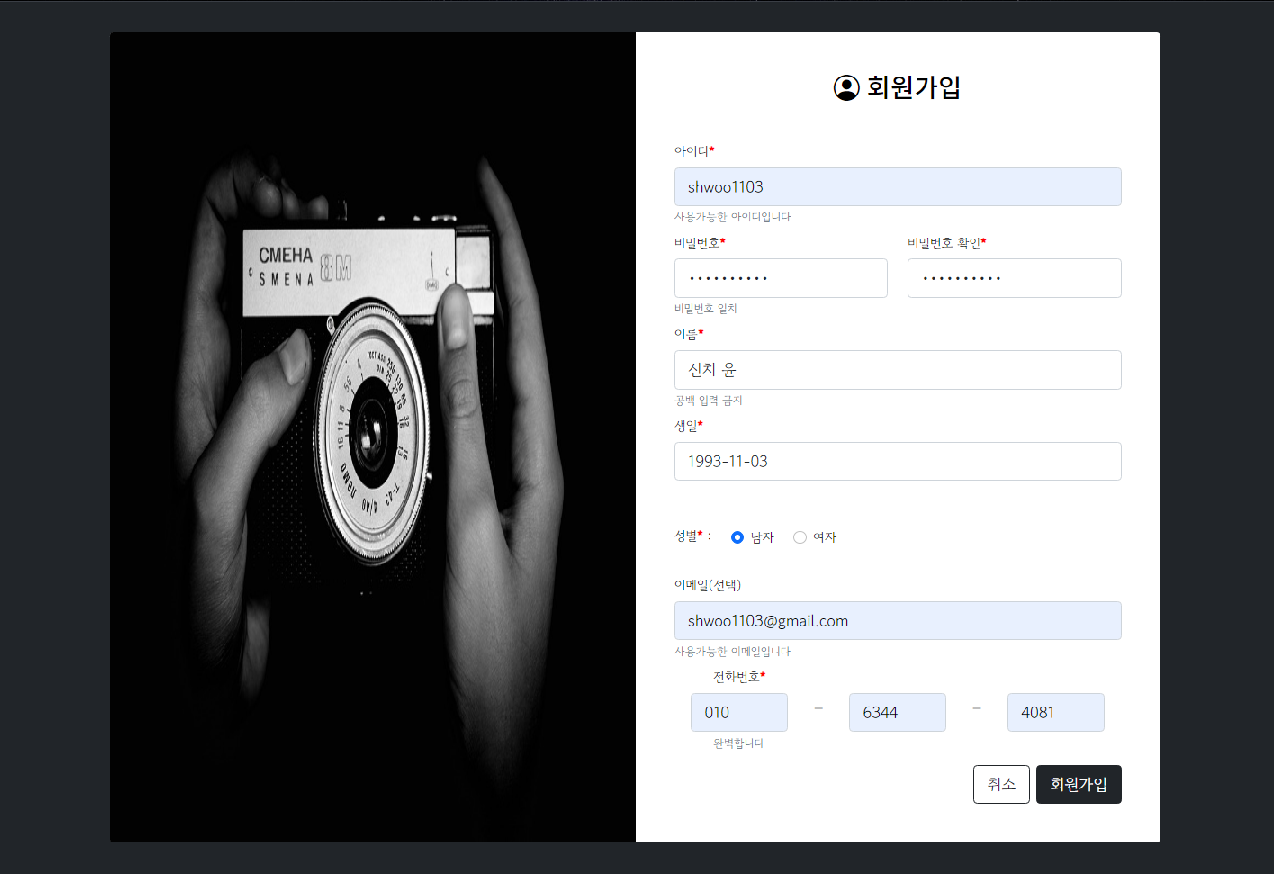 CMEHA
SMENA 8M
회원가입
아이디*
shwoo1103
사용가능한 아이디입니다
비밀번호* 비밀번호 확인*
•••••••••• ••••••••••
비밀번호 일치
이름*
신치 윤
공백 입력 금지
생일*
1993-11-03
성별* : 남자 여자
이메일(선택)
shwoo1103@gmail.com
사용가능한 이메일입니다
전화번호*
010 - 6344 - 4081
완벽합니다
취소 회원가입